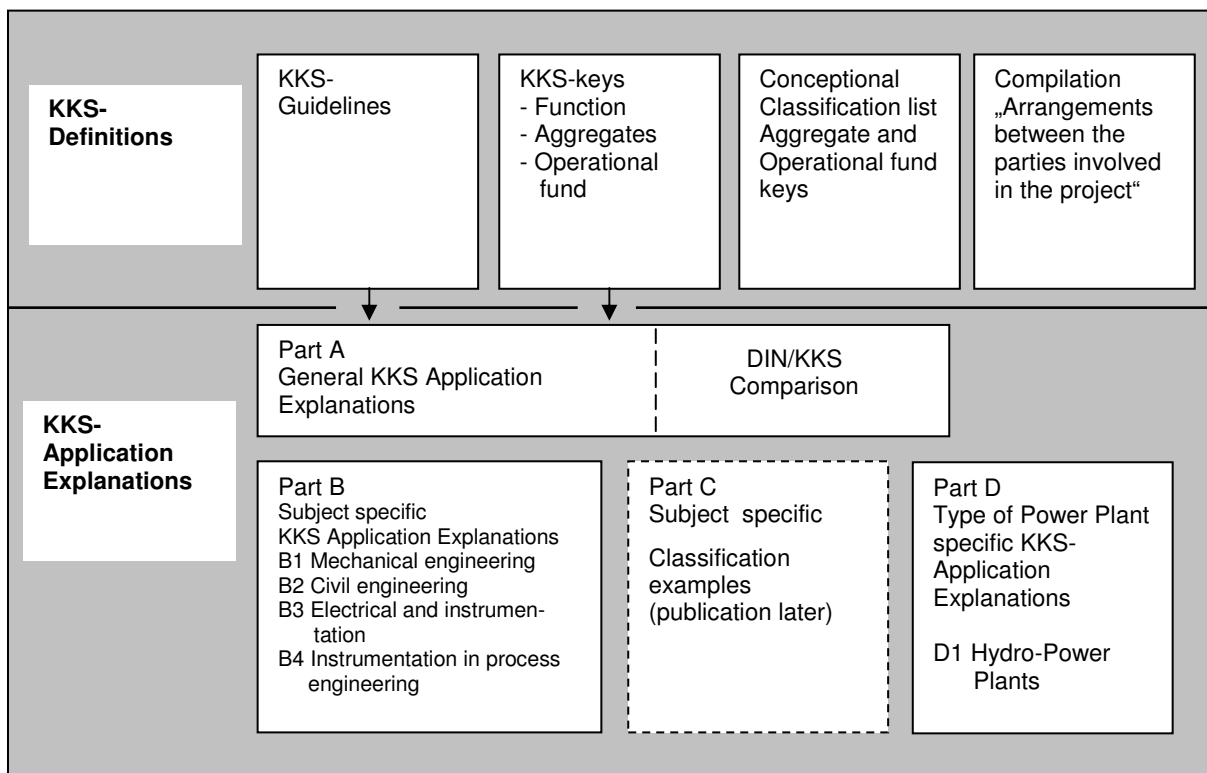 KKS-
Definitions
KKS-
Guidelines
KKS-keys
- Function
- Aggregates
- Operational
fund
Conceptional
Classification list
Aggregate and
Operational fund
keys
Compilation
„Arrangements
between the
parties involved
in the project“
KKS-
Application
Explanations
Part A
General KKS Application
Explanations
DIN/KKS
Comparison
Part B
Subject specific
KKS Application Explanations
B1 Mechanical engineering
B2 Civil engineering
B3 Electrical and instrumen-
tation
B4 Instrumentation in process
engineering
Part C
Subject specific
Classification
examples
(publication later)
Part D
Type of Power Plant
specific KKS-
Application
Explanations
D1 Hydro-Power
Plants